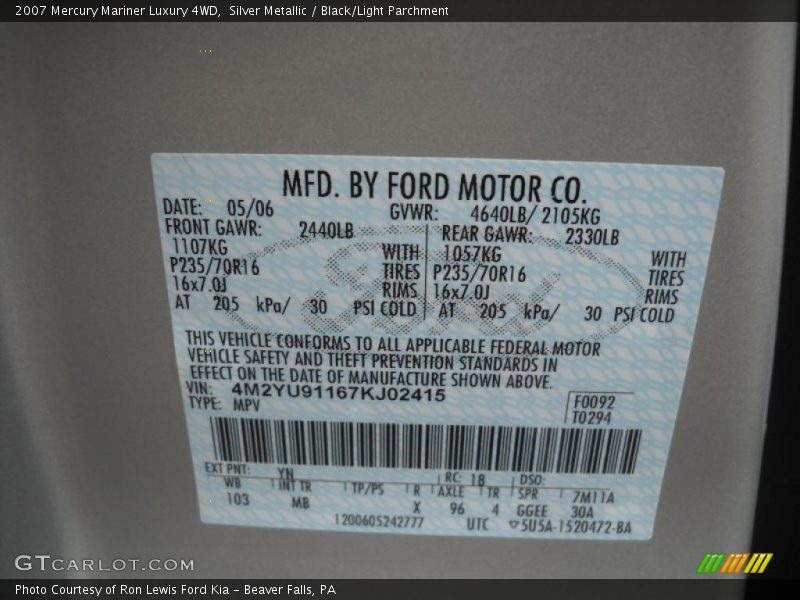 2007 Mercury Mariner Luxury 4WD,  Silver Metallic / Black/Light Parchment
MFD. BY FORD MOTOR CO.
DATE: 05/06 GVWR: 4640LB/ 2105KG
FRONT GAWR: 2440LB REAR GAWR: 2330LB
1107KG WITH 1057KG WITH
P235/70R16 TIRES P235/70R16 TIRES
16x7.0J RIMS 16x7.0J RIMS
AT 205 kPa/ 30 PSI COLD AT 205 kPa/ 30 PSI COLD
Ford
THIS VEHICLE CONFORMS TO ALL APPLICABLE FEDERAL MOTOR
VEHICLE SAFETY AND THEFT PREVENTION STANDARDS IN
EFFECT ON THE DATE OF MANUFACTURE SHOWN ABOVE.
VIN: 4M2YU91167KJ02415
TYPE: MPV
F0092
T0294
EXT PNT: YN RC: 18 DSO:
WB INT TR TP/PS R AXLE TR SPR 7M11A
103 MB X 96 4 GGEE 30A
1200605242777 UTC ▽5U5A-1520472-BA
GTCARLOT.COM
Photo Courtesy of Ron Lewis Ford Kia – Beaver Falls, PA